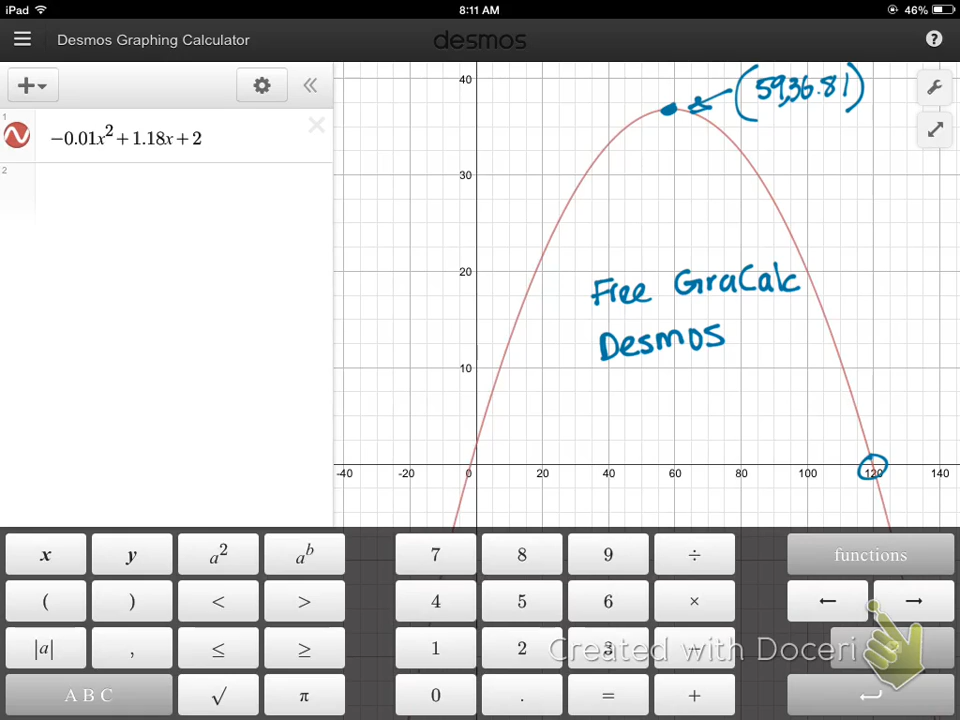 iPad 8:11 AM 46%
Desmos Graphing Calculator desmos ?
+
1
−0.01x²+1.18x+2
2
(59,36.81)
40
30
20
10
Free GraCalc
Desmos
-40 -20 0 20 40 60 80 100 120 140
x y a² aᵇ 7 8 9 ÷ functions
( ) < > 4 5 6 × ← →
|a| , ≤ ≥ 1 2 3 −
Created with Doceri
A B C √ π 0 . = +